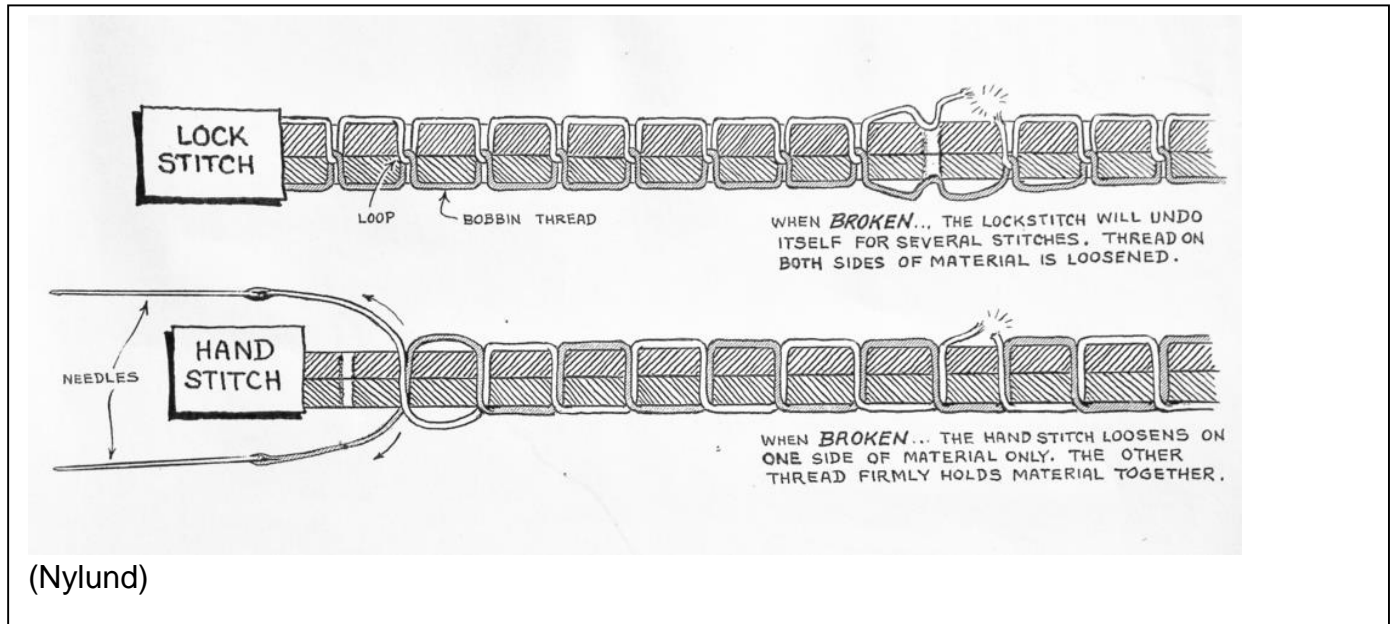 LOCK
STITCH
LOOP
BOBBIN THREAD
WHEN BROKEN... THE LOCKSTITCH WILL UNDO
ITSELF FOR SEVERAL STITCHES. THREAD ON
BOTH SIDES OF MATERIAL IS LOOSENED.
HAND
STITCH
NEEDLES
WHEN BROKEN... THE HAND STITCH LOOSENS ON
ONE SIDE OF MATERIAL ONLY. THE OTHER
THREAD FIRMLY HOLDS MATERIAL TOGETHER.
(Nylund)